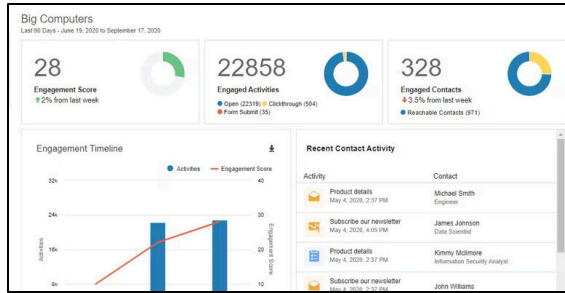 Big Computers
Last 90 Days - June 19, 2020 to September 17, 2020
28
Engagement Score
2% from last week
22858
Engaged Activities
Open (22319) Clickthrough (504)
Form Submit (35)
328
Engaged Contacts
3.5% from last week
Reachable Contacts (971)
Engagement Timeline
Activities Engagement Score
32k
24k
16k
8k
Activities
40
30
20
10
Engagement Score
Recent Contact Activity
Activity Contact
Product details
May 4, 2020, 2:37 PM
Michael Smith
Engineer
Subscribe our newsletter
May 4, 2020, 4:05 PM
James Johnson
Data Scientist
Product details
May 4, 2020, 2:37 PM
Kimmy McIimore
Information Security Analyst
Subscribe our newsletter
May 4, 2020, 2:37 PM
John Williams